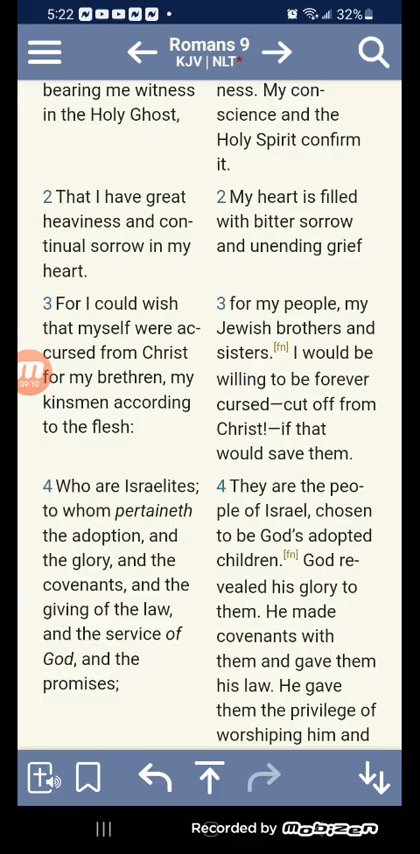 5:22
32%
Romans 9
KJV | NLT*
bearing me witness
in the Holy Ghost,
2 That I have great
heaviness and con-
tinual sorrow in my
heart.
3 For I could wish
that myself were ac-
cursed from Christ
for my brethren, my
kinsmen according
to the flesh:
4 Who are Israelites;
to whom pertaineth
the adoption, and
the glory, and the
covenants, and the
giving of the law,
and the service of
God, and the
promises;
ness. My con-
science and the
Holy Spirit confirm
it.
2 My heart is filled
with bitter sorrow
and unending grief
3 for my people, my
Jewish brothers and
sisters.[fn] I would be
willing to be forever
cursed—cut off from
Christ!—if that
would save them.
4 They are the peo-
ple of Israel, chosen
to be God's adopted
children.[fn] God re-
vealed his glory to
them. He made
covenants with
them and gave them
his law. He gave
them the privilege of
worshiping him and
09:10
Recorded by mobizen